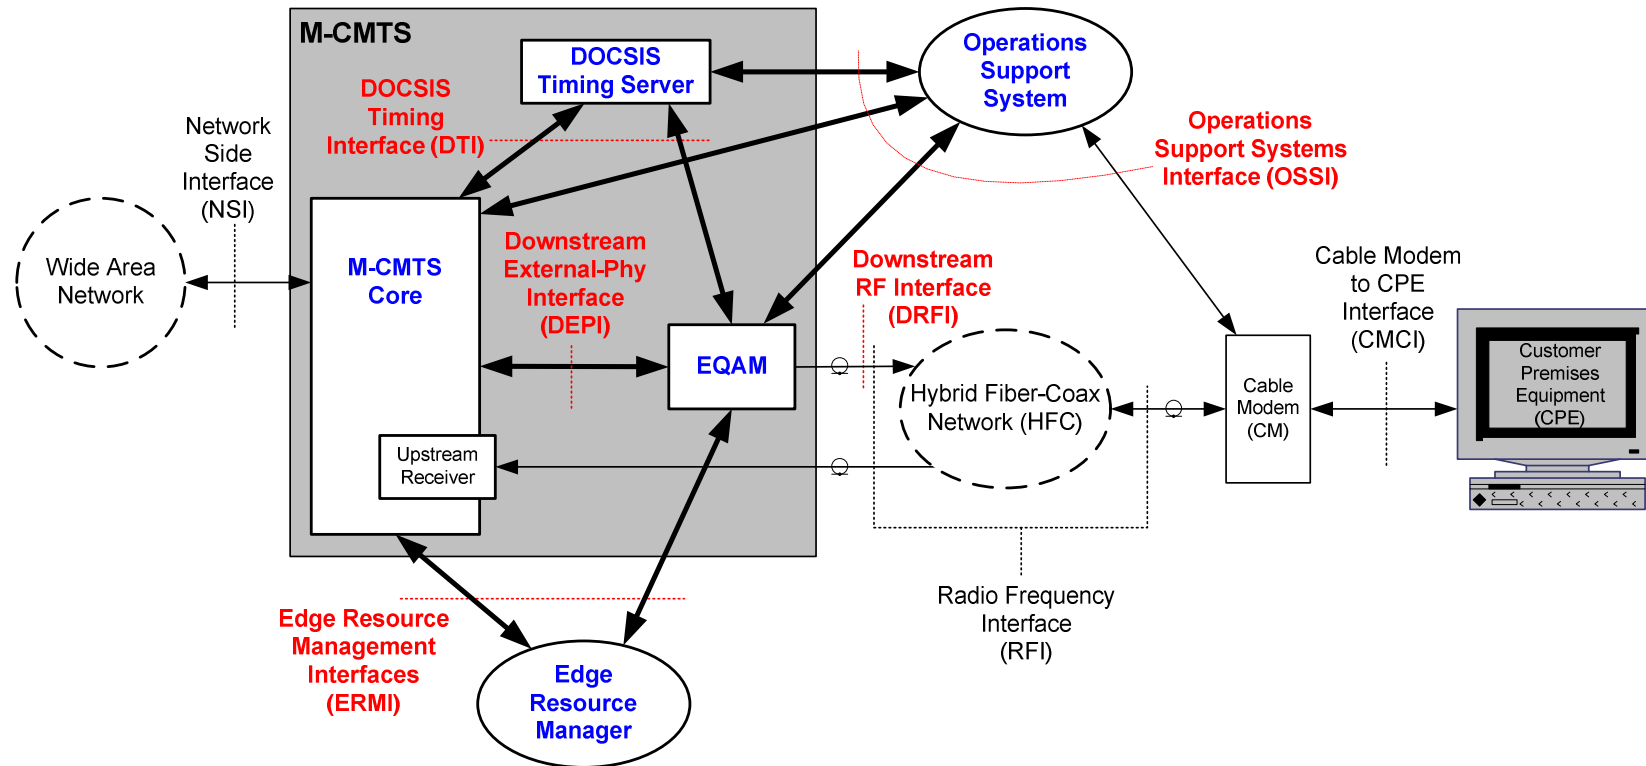 M-CMTS
DOCSIS
Timing Server
Operations
Support
System
DOCSIS
Timing
Interface (DTI)
Network
Side
Interface
(NSI)
Operations
Support Systems
Interface (OSSI)
Wide Area
Network
M-CMTS
Core
Downstream
External-Phy
Interface
(DEPI)
Downstream
RF Interface
(DRFI)
Cable Modem
to CPE
Interface
(CMCI)
EQAM
Hybrid Fiber-Coax
Network (HFC)
Cable
Modem
(CM)
Customer
Premises
Equipment
(CPE)
Upstream
Receiver
Radio Frequency
Interface
(RFI)
Edge Resource
Management
Interfaces
(ERMI)
Edge
Resource
Manager